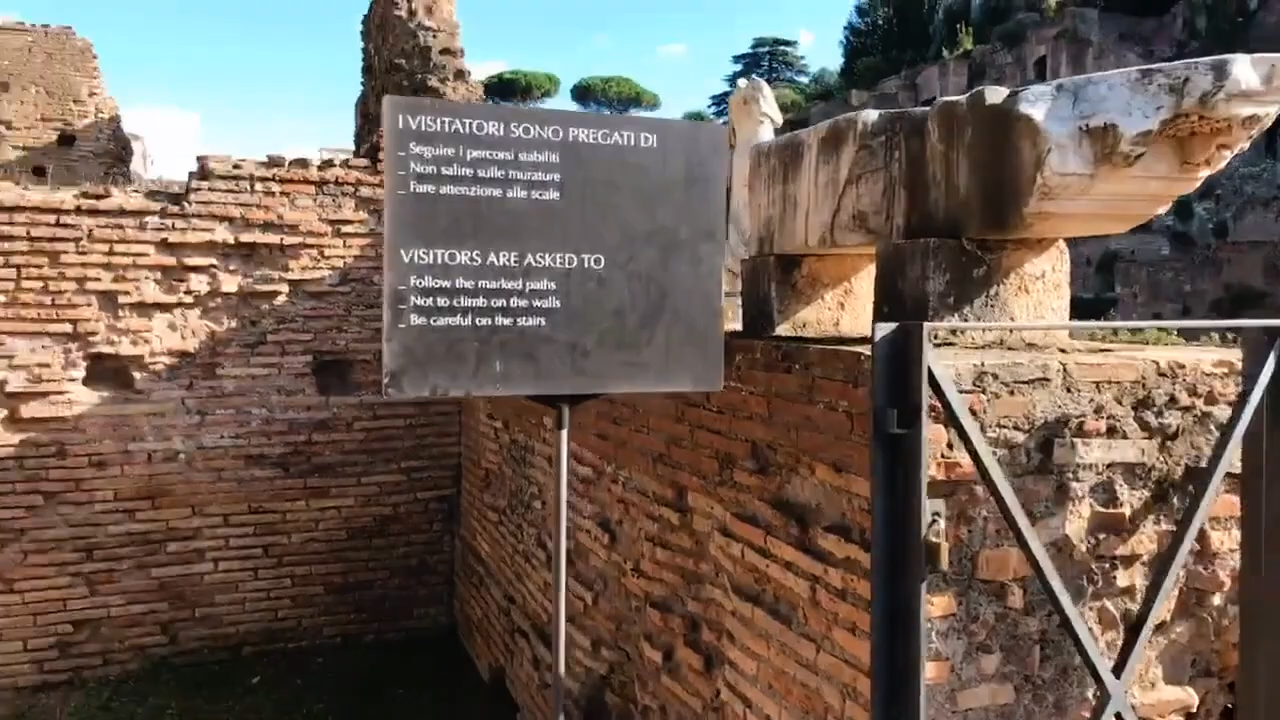 I VISITATORI SONO PREGATI DI
_ Seguire i percorsi stabiliti
_ Non salire sulle murature
_ Fare attenzione alle scale
VISITORS ARE ASKED TO
_ Follow the marked paths
_ Not to climb on the walls
_ Be careful on the stairs